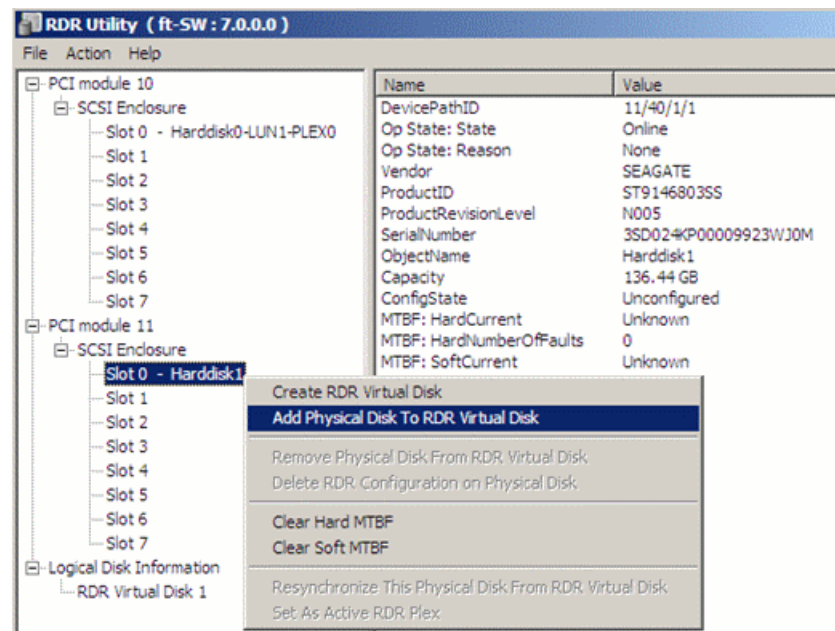 RDR Utility ( ft-SW : 7.0.0.0 )
File Action Help
PCI module 10
SCSI Enclosure
Slot 0 - Harddisk0-LUN1-PLEX0
Slot 1
Slot 2
Slot 3
Slot 4
Slot 5
Slot 6
Slot 7
PCI module 11
SCSI Enclosure
Slot 0 - Harddisk1
Slot 1
Slot 2
Slot 3
Slot 4
Slot 5
Slot 6
Slot 7
Logical Disk Information
RDR Virtual Disk 1
Name Value
DevicePathID 11/40/1/1
Op State: State Online
Op State: Reason None
Vendor SEAGATE
ProductID ST9146803SS
ProductRevisionLevel N005
SerialNumber 3SD024KP00009923WJ0M
ObjectName Harddisk1
Capacity 136.44 GB
ConfigState Unconfigured
MTBF: HardCurrent Unknown
MTBF: HardNumberOfFaults 0
MTBF: SoftCurrent Unknown
Create RDR Virtual Disk
Add Physical Disk To RDR Virtual Disk
Remove Physical Disk From RDR Virtual Disk
Delete RDR Configuration on Physical Disk
Clear Hard MTBF
Clear Soft MTBF
Resynchronize This Physical Disk From RDR Virtual Disk
Set As Active RDR Plex